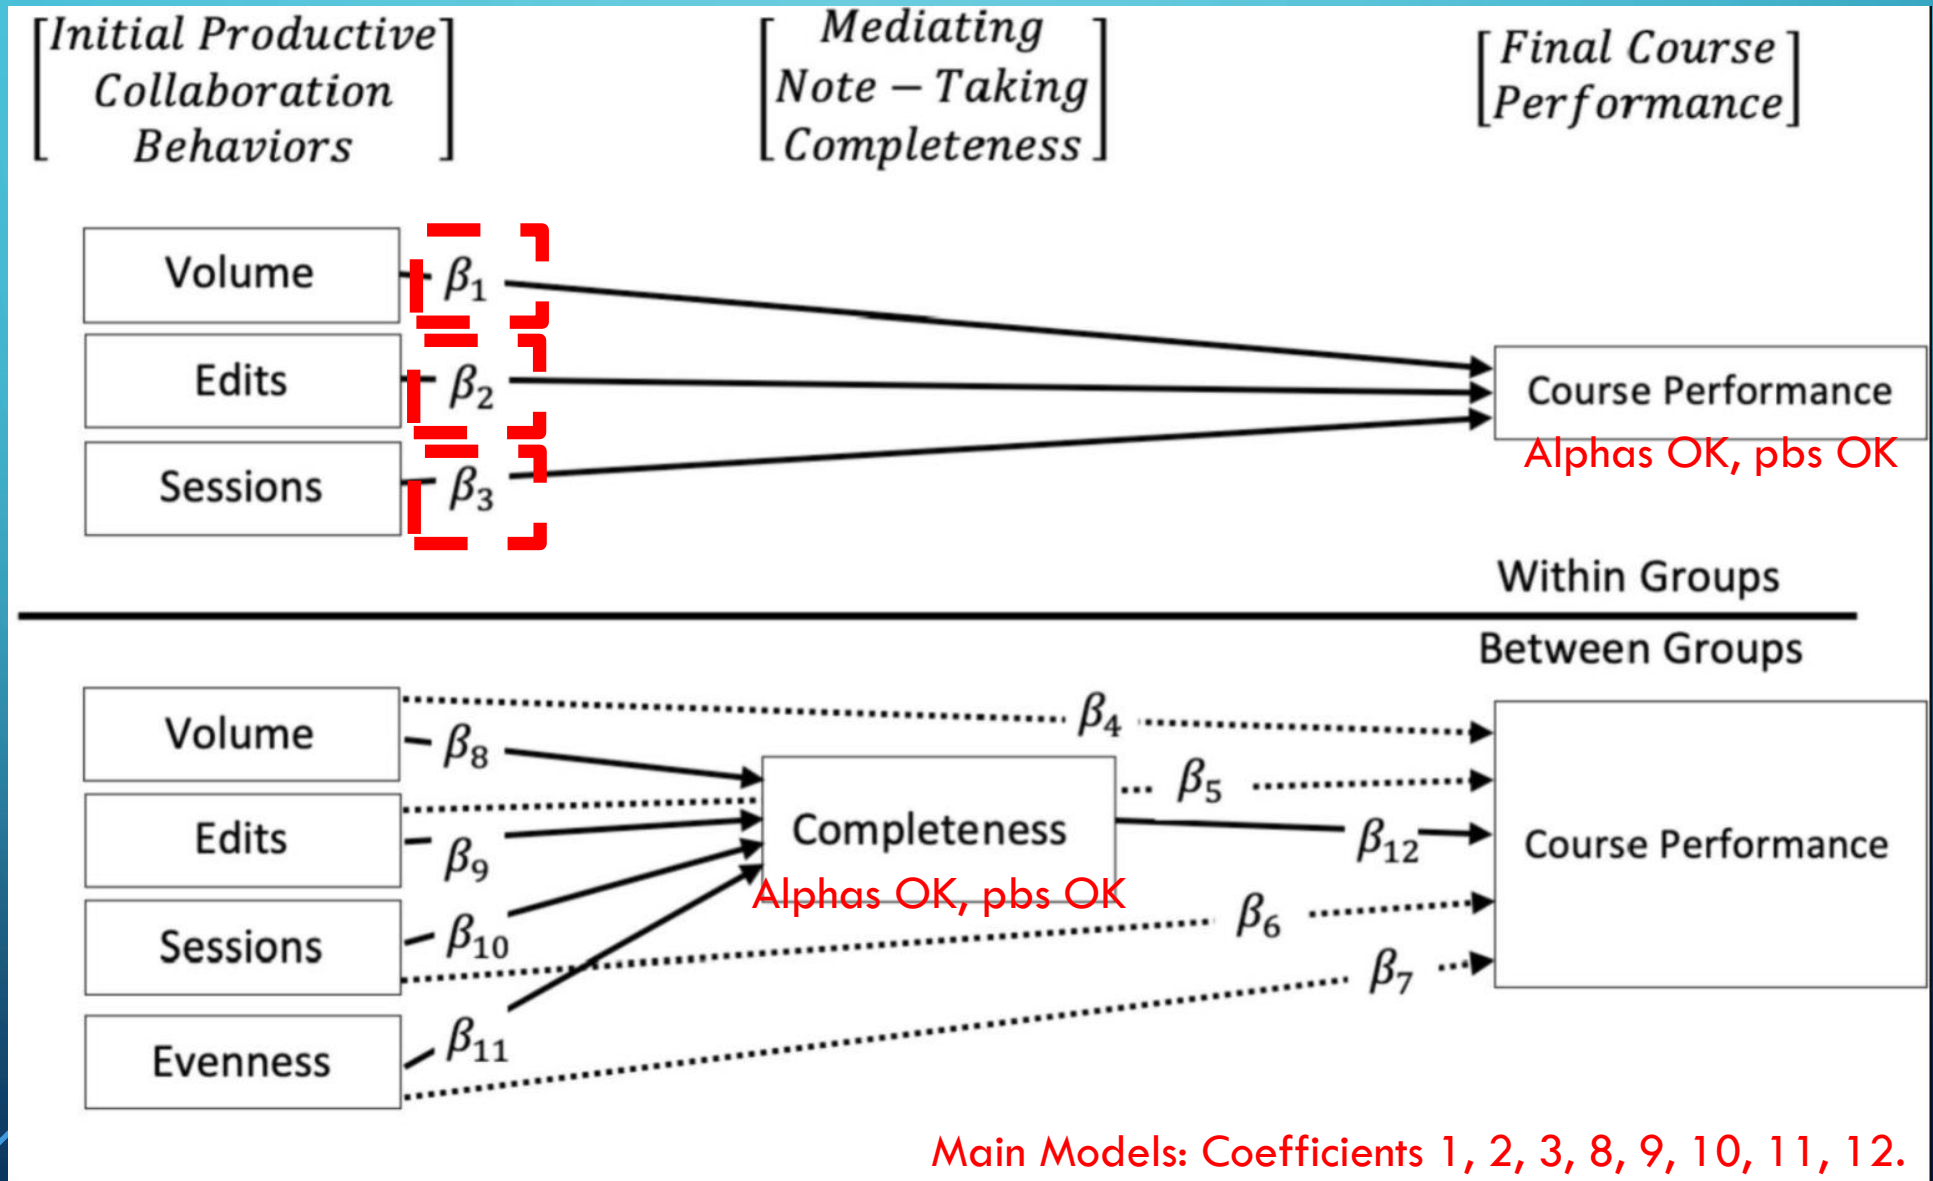 Initial Productive
Collaboration
Behaviors
Mediating
Note – Taking
Completeness
Final Course
Performance
Volume
β1
Edits
β2
Sessions
β3
Course Performance
Alphas OK, pbs OK
Within Groups
Between Groups
Volume
β4
β8
β5
Edits
β9
Completeness
Alphas OK, pbs OK
β12
Course Performance
Sessions
β10
β6
β7
Evenness
β11
Main Models: Coefficients 1, 2, 3, 8, 9, 10, 11, 12.